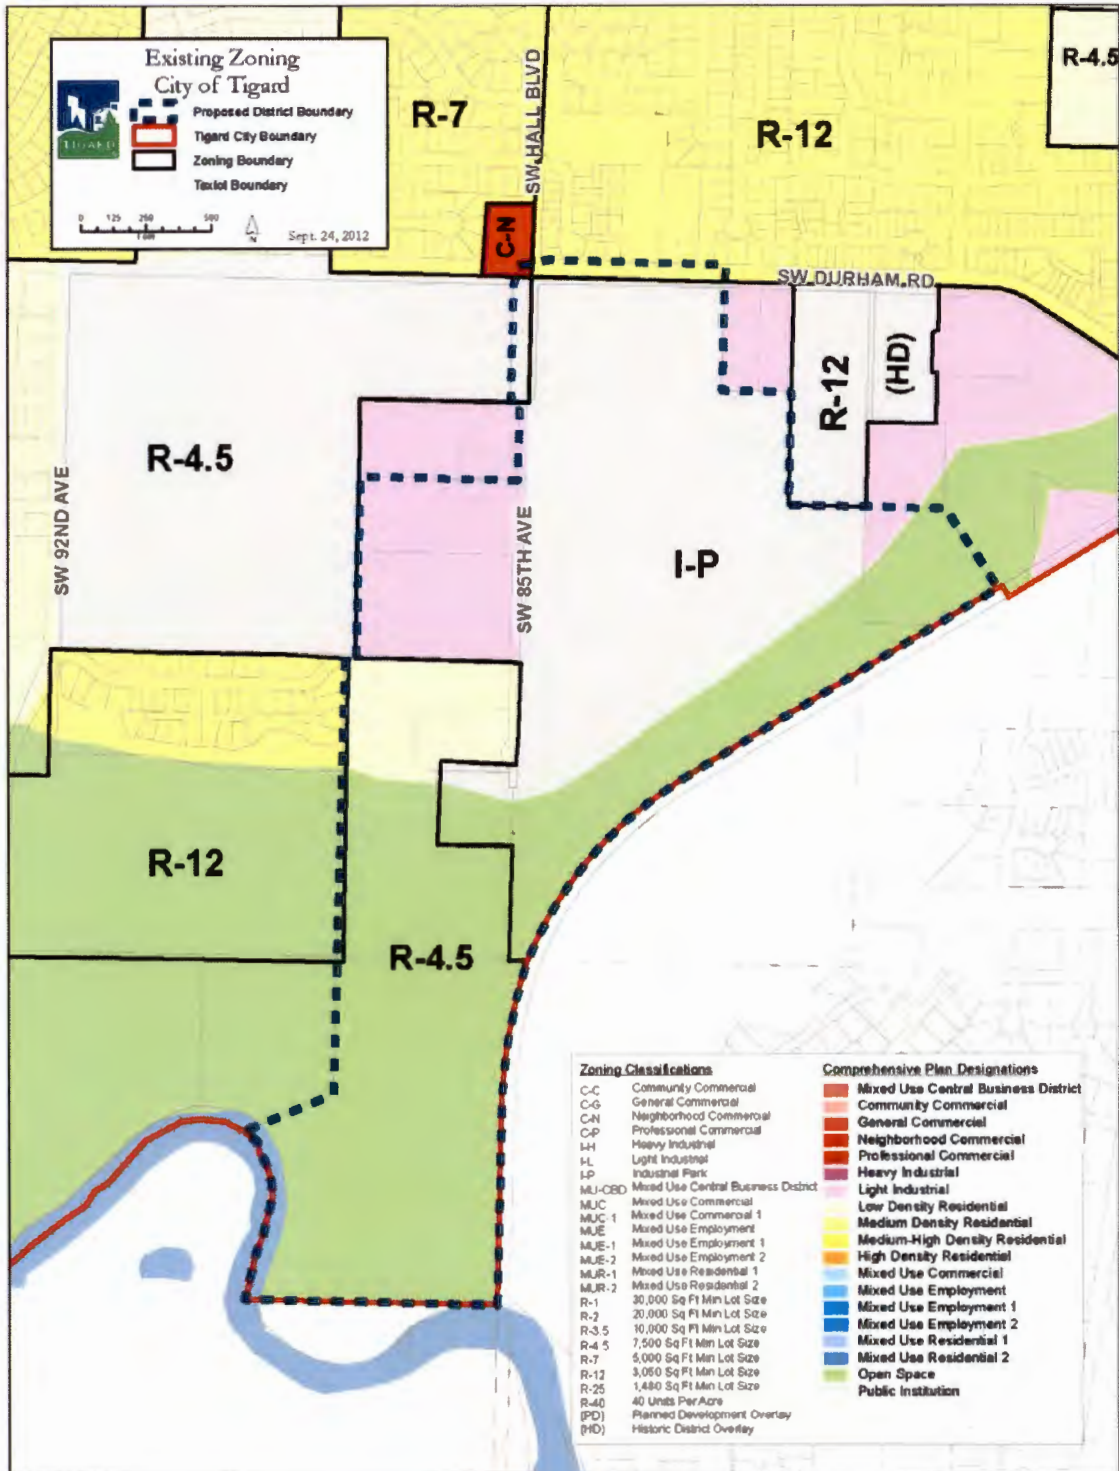 Existing Zoning
City of Tigard
Proposed District Boundary
Tigard City Boundary
Zoning Boundary
Taxlot Boundary
TIGARD
0 125 250 500
N
Sept. 24, 2012
R-7
SW HALL BLVD
R-12
R-4.5
C-N
SW DURHAM RD
R-12
(HD)
R-4.5
SW 92ND AVE
SW 85TH AVE
I-P
R-12
R-4.5
Zoning Classifications
C-C Community Commercial
C-G General Commercial
C-N Neighborhood Commercial
C-P Professional Commercial
I-H Heavy Industrial
I-L Light Industrial
I-P Industrial Park
MU-CBD Mixed Use Central Business District
MUC Mixed Use Commercial
MUC-1 Mixed Use Commercial 1
MUE Mixed Use Employment
MUE-1 Mixed Use Employment 1
MUE-2 Mixed Use Employment 2
MUR-1 Mixed Use Residential 1
MUR-2 Mixed Use Residential 2
R-1 30,000 Sq Ft Min Lot Size
R-2 20,000 Sq Ft Min Lot Size
R-3.5 10,000 Sq Ft Min Lot Size
R-4.5 7,500 Sq Ft Min Lot Size
R-7 5,000 Sq Ft Min Lot Size
R-12 3,050 Sq Ft Min Lot Size
R-25 1,480 Sq Ft Min Lot Size
R-40 40 Units Per Acre
(PD) Planned Development Overlay
(HD) Historic District Overlay
Comprehensive Plan Designations
Mixed Use Central Business District
Community Commercial
General Commercial
Neighborhood Commercial
Professional Commercial
Heavy Industrial
Light Industrial
Low Density Residential
Medium Density Residential
Medium-High Density Residential
High Density Residential
Mixed Use Commercial
Mixed Use Employment
Mixed Use Employment 1
Mixed Use Employment 2
Mixed Use Residential 1
Mixed Use Residential 2
Open Space
Public Institution